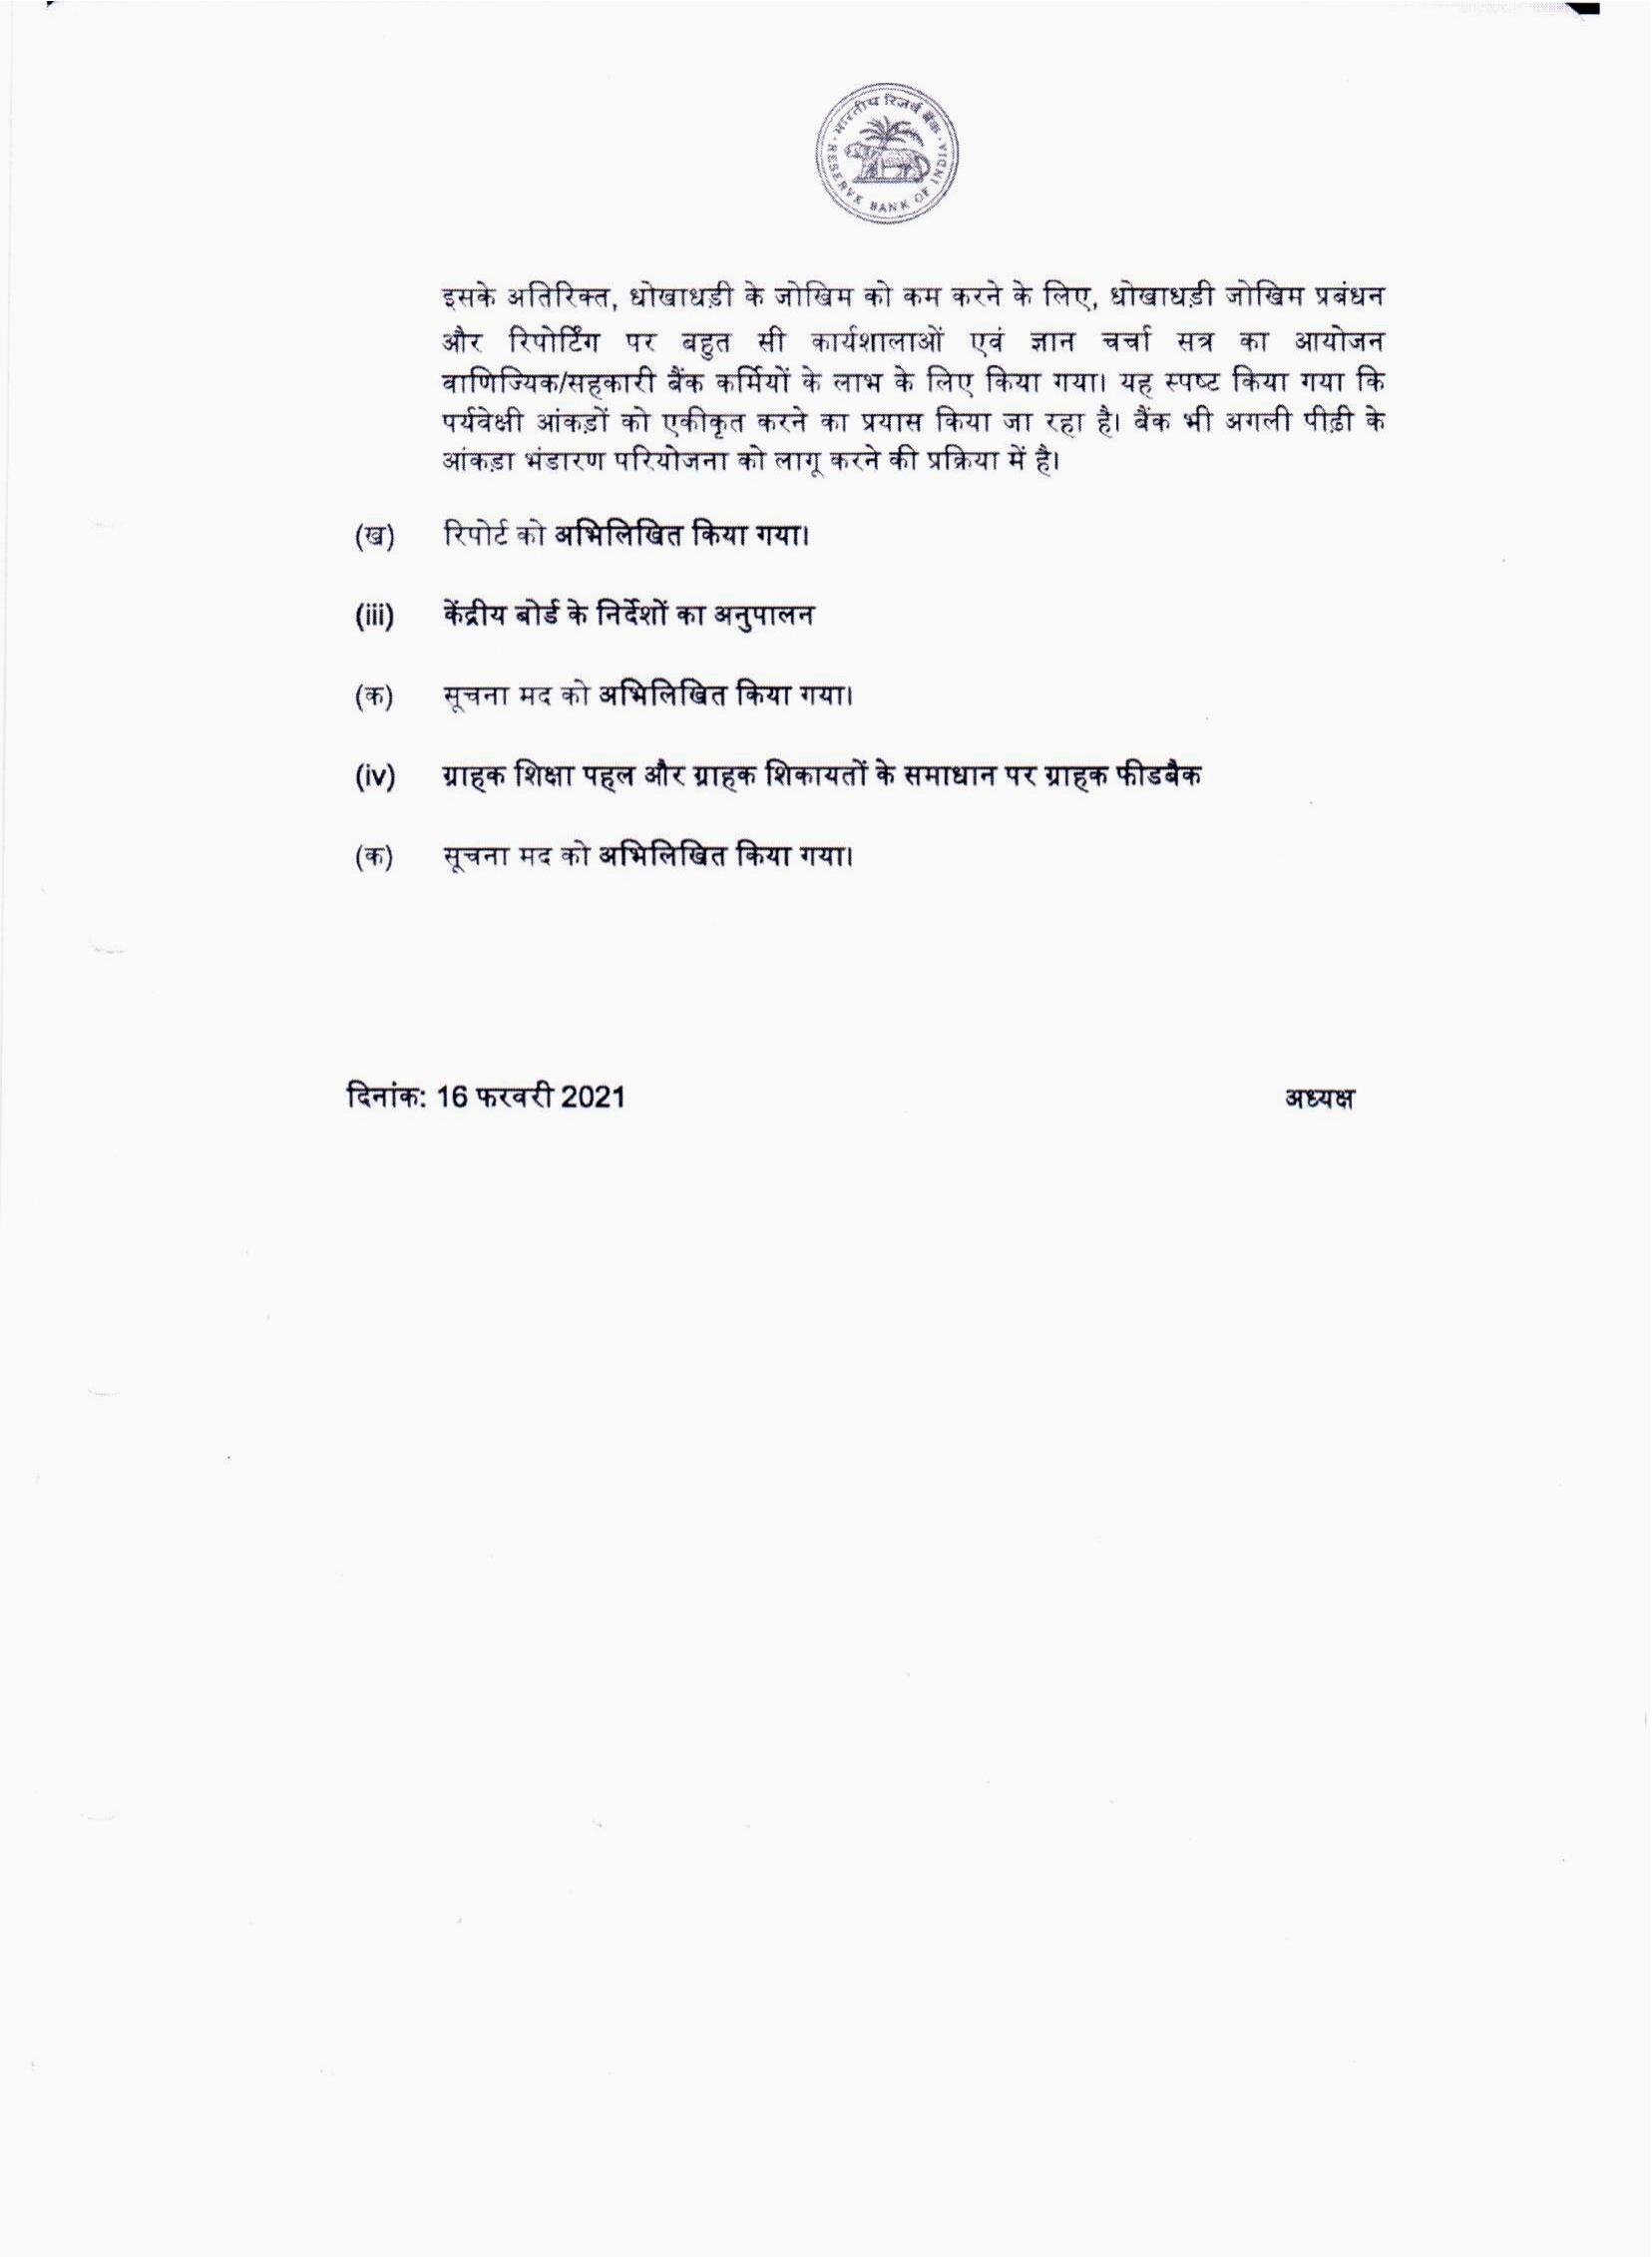 भारतीय रिज़र्व बैंक
RESERVE BANK OF INDIA
इसके अतिरिक्त, धोखाधड़ी के जोखिम को कम करने के लिए, धोखाधड़ी जोखिम प्रबंधन
और रिपोर्टिंग पर बहुत सी कार्यशालाओं एवं ज्ञान चर्चा सत्र का आयोजन
वाणिज्यिक/सहकारी बैंक कर्मियों के लाभ के लिए किया गया। यह स्पष्ट किया गया कि
पर्यवेक्षी आंकड़ों को एकीकृत करने का प्रयास किया जा रहा है। बैंक भी अगली पीढ़ी के
आंकड़ा भंडारण परियोजना को लागू करने की प्रक्रिया में है।
(ख) रिपोर्ट को अभिलिखित किया गया।
(iii) केंद्रीय बोर्ड के निर्देशों का अनुपालन
(क) सूचना मद को अभिलिखित किया गया।
(iv) ग्राहक शिक्षा पहल और ग्राहक शिकायतों के समाधान पर ग्राहक फीडबैक
(क) सूचना मद को अभिलिखित किया गया।
दिनांक: 16 फरवरी 2021 अध्यक्ष